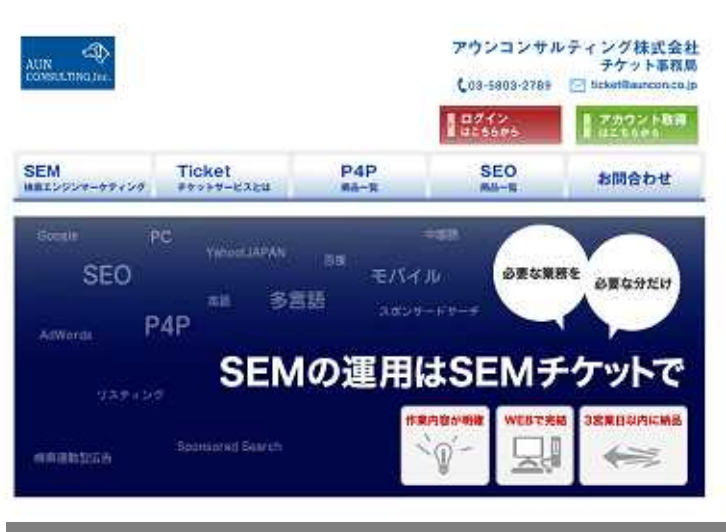 AUN
CONSULTING,Inc.
アウンコンサルティング株式会社
チケット事務局
03-5803-2789
ticket@auncon.co.jp
ログイン
はこちらから
アカウント取得
はこちらから
SEM
検索エンジンマーケティング
Ticket
チケットサービスとは
P4P
商品一覧
SEO
商品一覧
お問合わせ
Google
PC
Yahoo!JAPAN
百度
中国語
SEO
モバイル
英語
多言語
スポンサードサーチ
AdWords
P4P
必要な業務を
必要な分だけ
SEMの運用はSEMチケットで
リスティング
Sponsored Search
検索連動型広告
作業内容が明確
WEBで完結
3営業日以内に納品